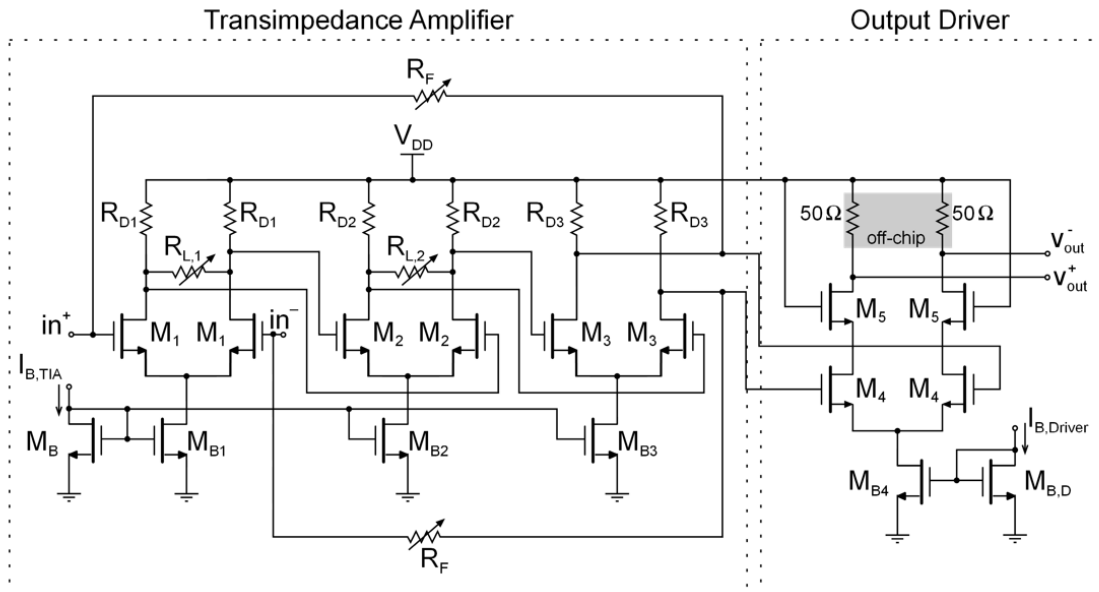 Transimpedance Amplifier
Output Driver
R_F
V_DD
R_D1 R_D1 R_D2 R_D2 R_D3 R_D3
50 Ω 50 Ω
off-chip
R_L,1 R_L,2
v_out^-
v_out^+
in^+ M_1 M_1 in^- M_2 M_2 M_3 M_3
M_5 M_5
I_B,TIA
M_4 M_4
M_B M_B1 M_B2 M_B3
I_B,Driver
M_B4 M_B,D
R_F